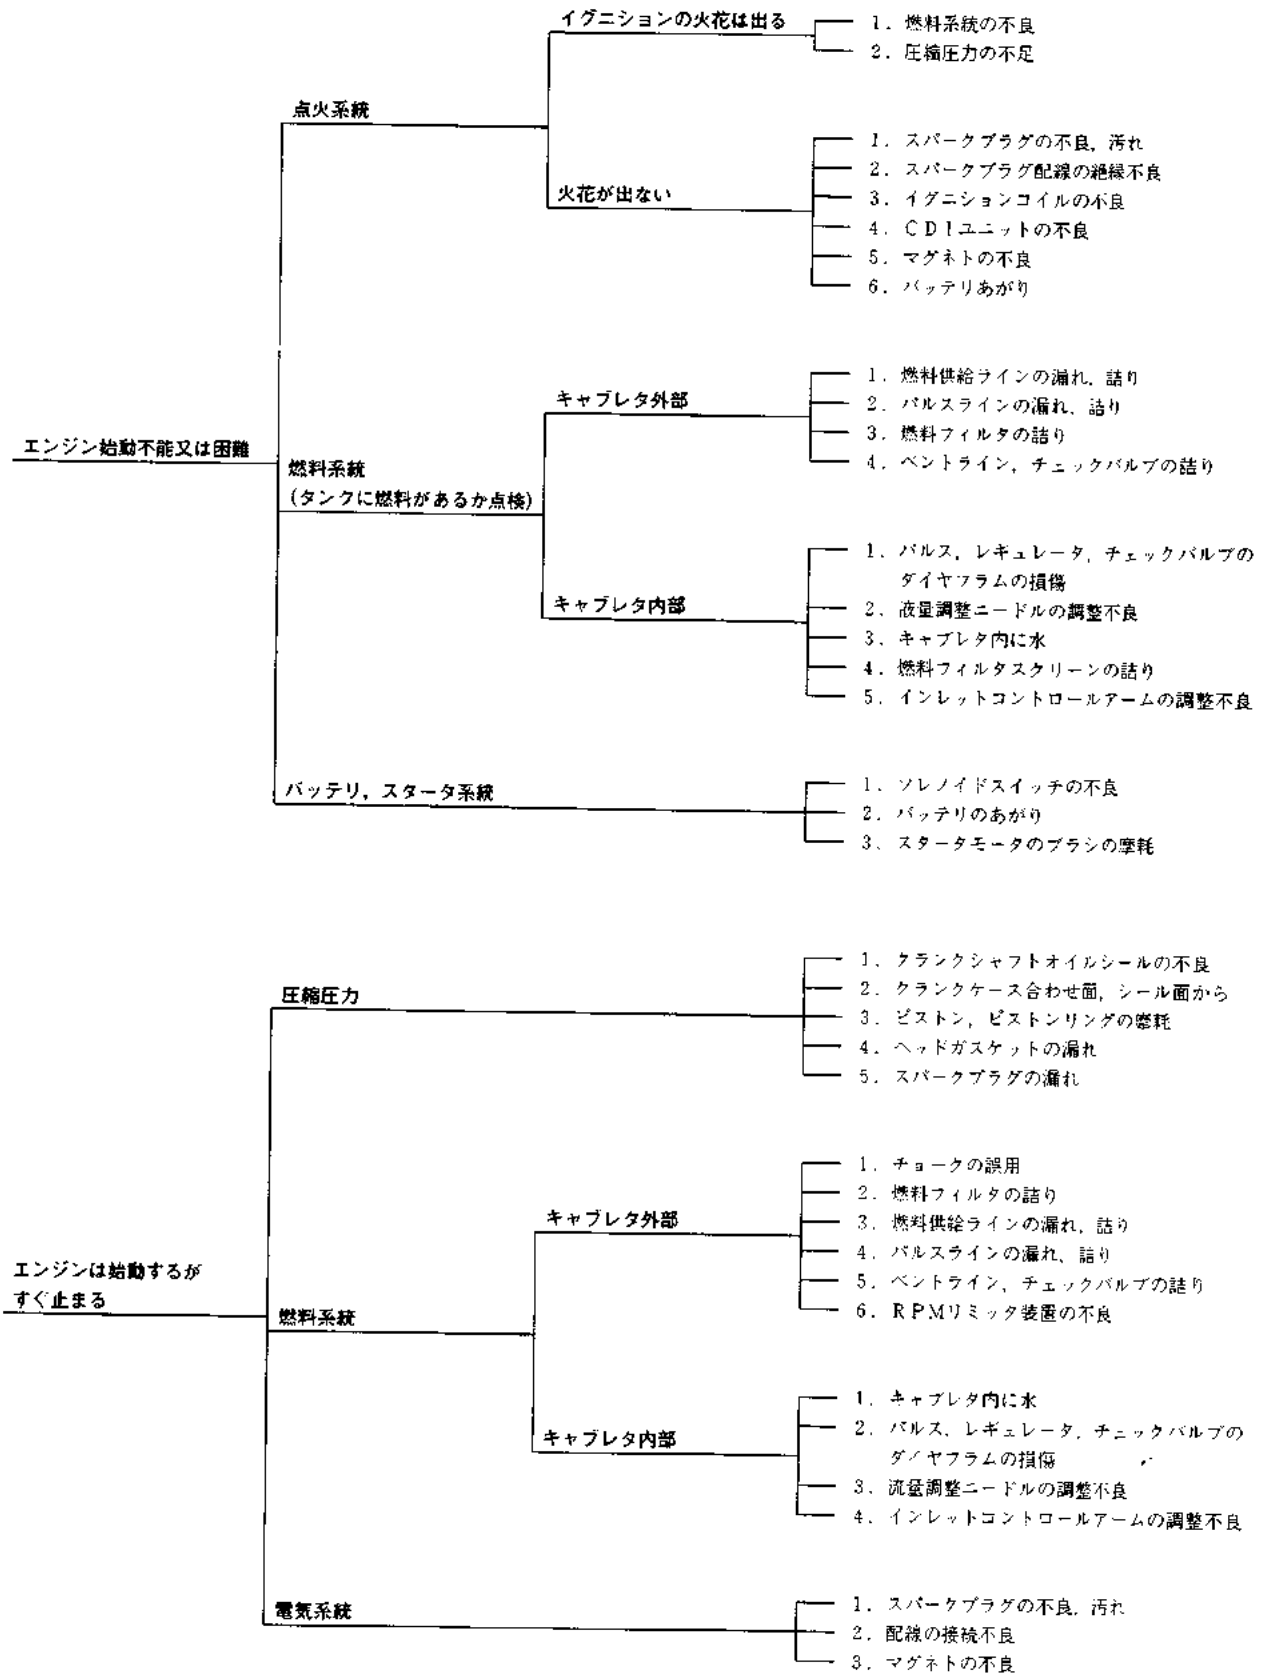 イグニションの火花は出る
1. 燃料系統の不良
2. 圧縮圧力の不足
点火系統
火花が出ない
1. スパークプラグの不良, 汚れ
2. スパークプラグ配線の絶縁不良
3. イグニションコイルの不良
4. CDIユニットの不良
5. マグネトの不良
6. バッテリあがり
エンジン始動不能又は困難
燃料系統
(タンクに燃料があるか点検)
キャブレタ外部
1. 燃料供給ラインの漏れ, 詰り
2. パルスラインの漏れ, 詰り
3. 燃料フィルタの詰り
4. ベントライン, チェックバルブの詰り
キャブレタ内部
1. パルス, レギュレータ, チェックバルブの
ダイヤフラムの損傷
2. 液量調整ニードルの調整不良
3. キャブレタ内に水
4. 燃料フィルタスクリーンの詰り
5. インレットコントロールアームの調整不良
バッテリ, スタータ系統
1. ソレノイドスイッチの不良
2. バッテリのあがり
3. スタータモータのブラシの摩耗
圧縮圧力
1. クランクシャフトオイルシールの不良
2. クランクケース合わせ面, シール面から
3. ピストン, ピストンリングの摩耗
4. ヘッドガスケットの漏れ
5. スパークプラグの漏れ
エンジンは始動するが
すぐ止まる
燃料系統
キャブレタ外部
1. チョークの誤用
2. 燃料フィルタの詰り
3. 燃料供給ラインの漏れ, 詰り
4. パルスラインの漏れ, 詰り
5. ベントライン, チェックバルブの詰り
6. RPMリミッタ装置の不良
キャブレタ内部
1. キャブレタ内に水
2. パルス, レギュレータ, チェックバルブの
ダイヤフラムの損傷
3. 流量調整ニードルの調整不良
4. インレットコントロールアームの調整不良
電気系統
1. スパークプラグの不良, 汚れ
2. 配線の接続不良
3. マグネトの不良